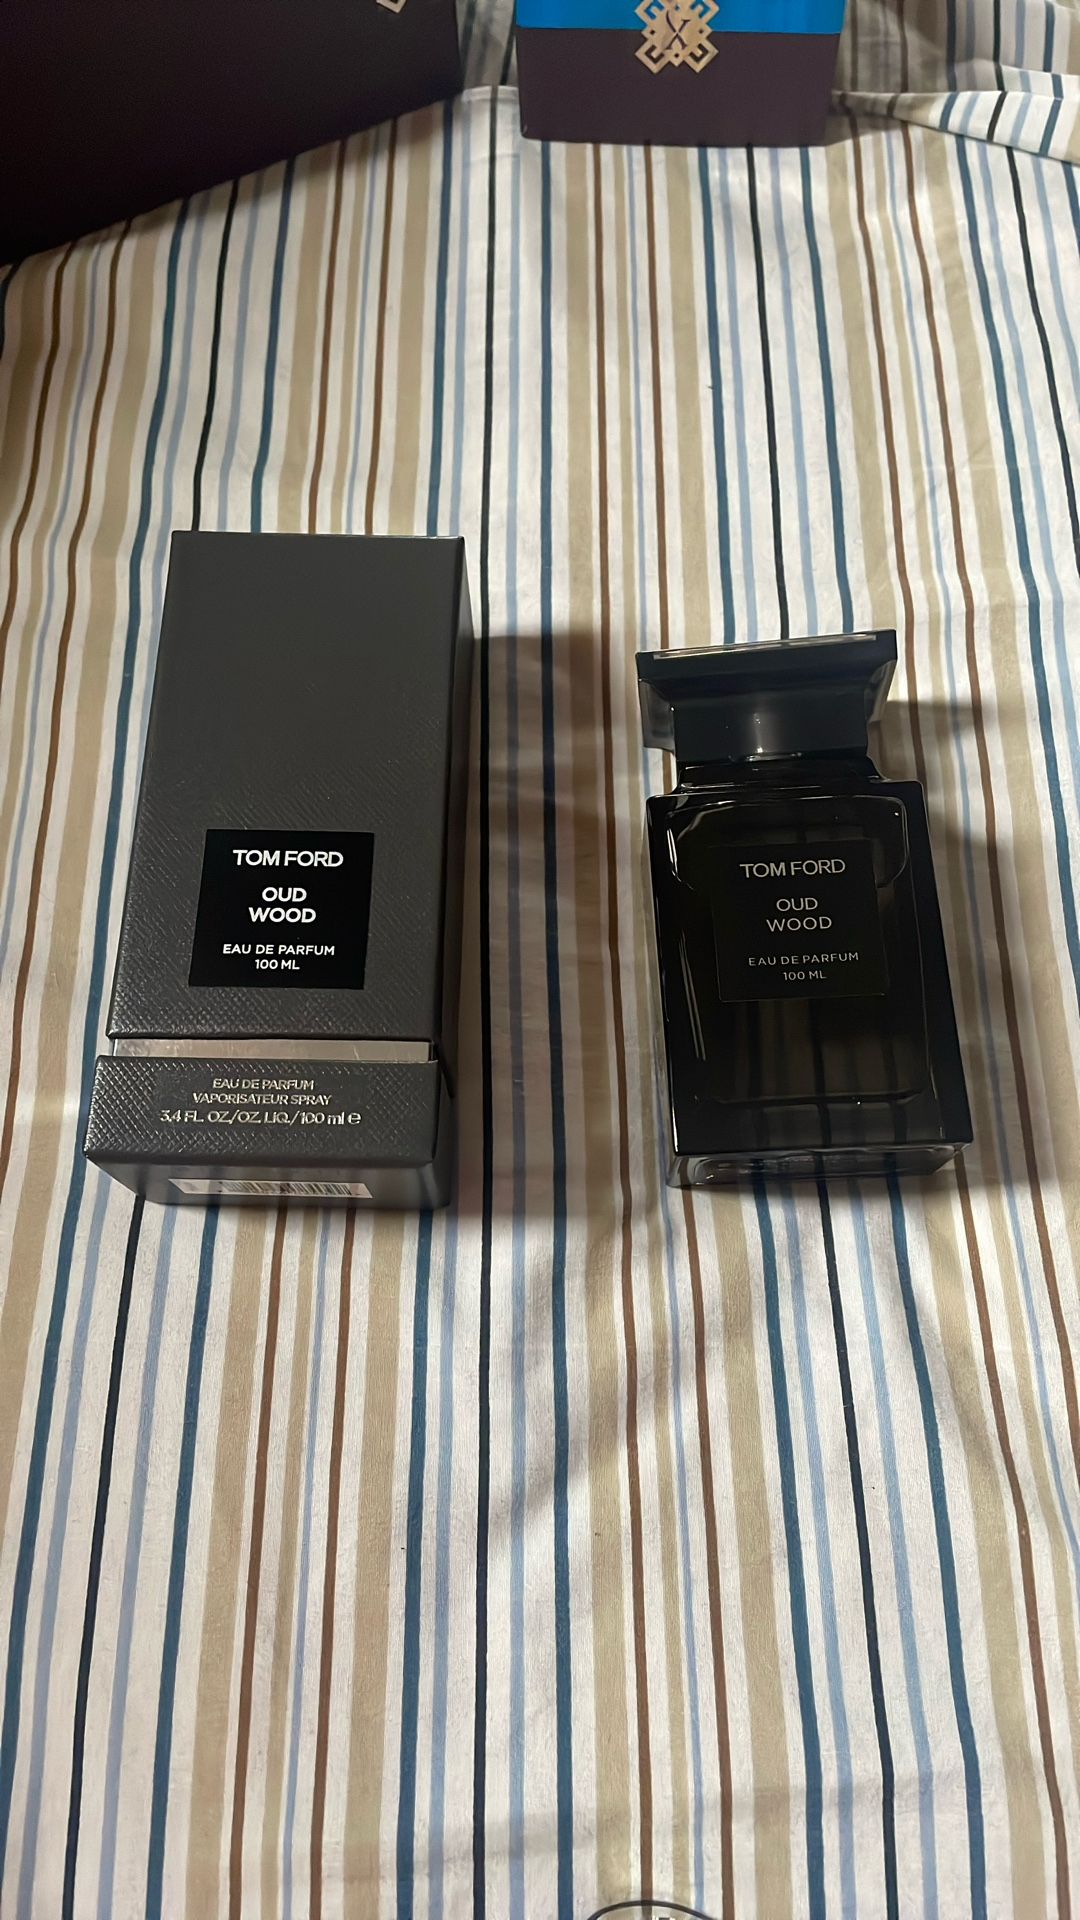 X
TOM FORD
OUD
WOOD
EAU DE PARFUM
100 ML
EAU DE PARFUM
VAPORISATEUR SPRAY
3.4 FL. OZ./OZ. LIQ./100 ml ℮
TOM FORD
OUD
WOOD
EAU DE PARFUM
100 ML